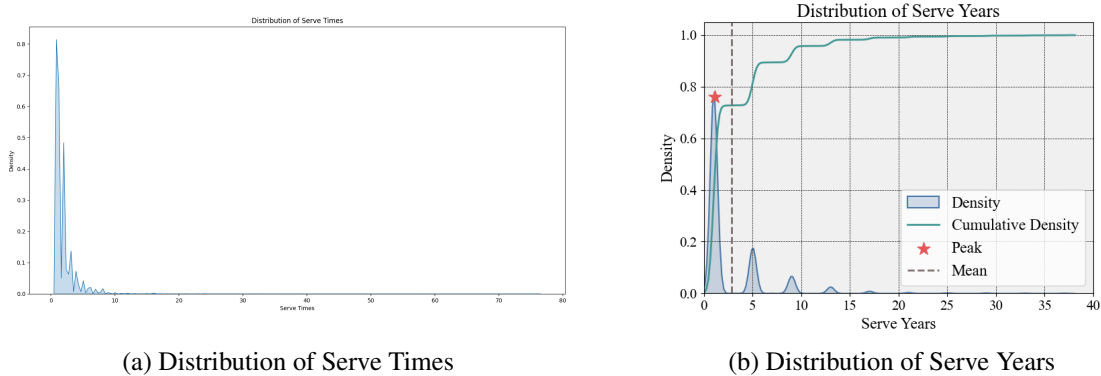 Distribution of Serve Times
Density
0.8
0.7
0.6
0.5
0.4
0.3
0.2
0.1
0.0
0 10 20 30 40 50 60 70 80
Serve Times
(a) Distribution of Serve Times
Distribution of Serve Years
Density
1.0
0.8
0.6
0.4
0.2
0.0
Density
Cumulative Density
Peak
Mean
0 5 10 15 20 25 30 35 40
Serve Years
(b) Distribution of Serve Years